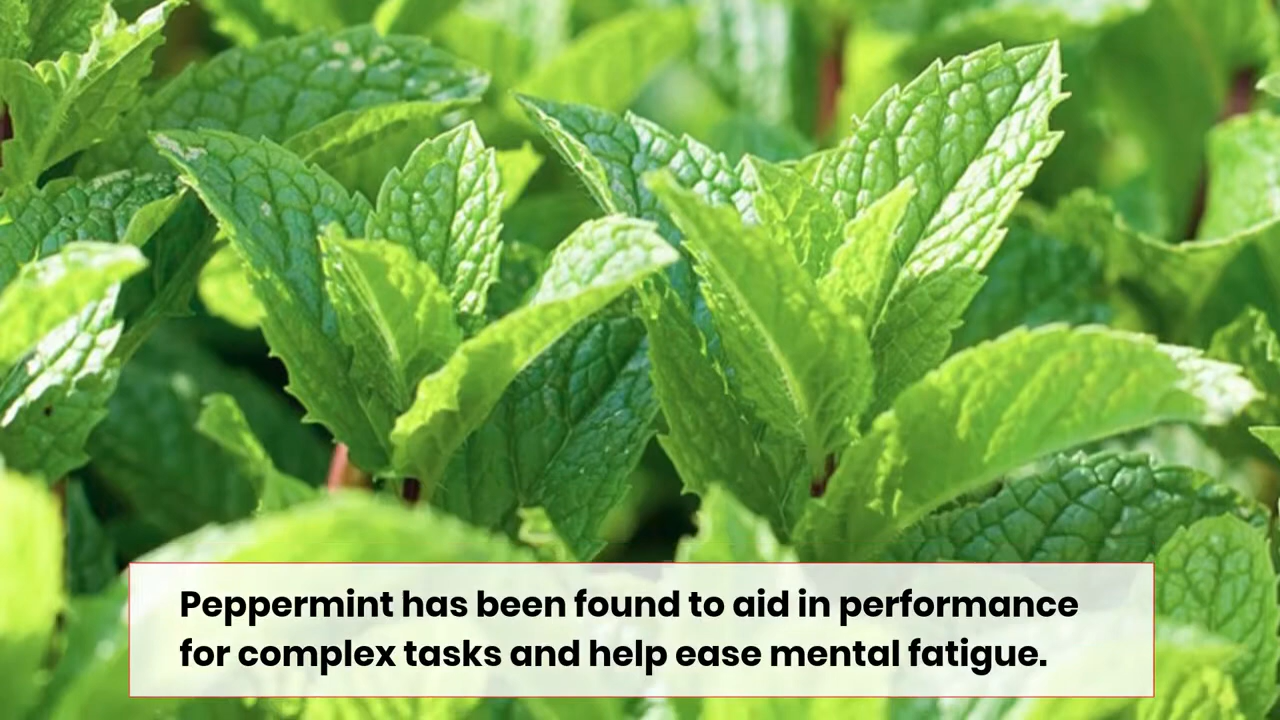 Peppermint has been found to aid in performance
for complex tasks and help ease mental fatigue.